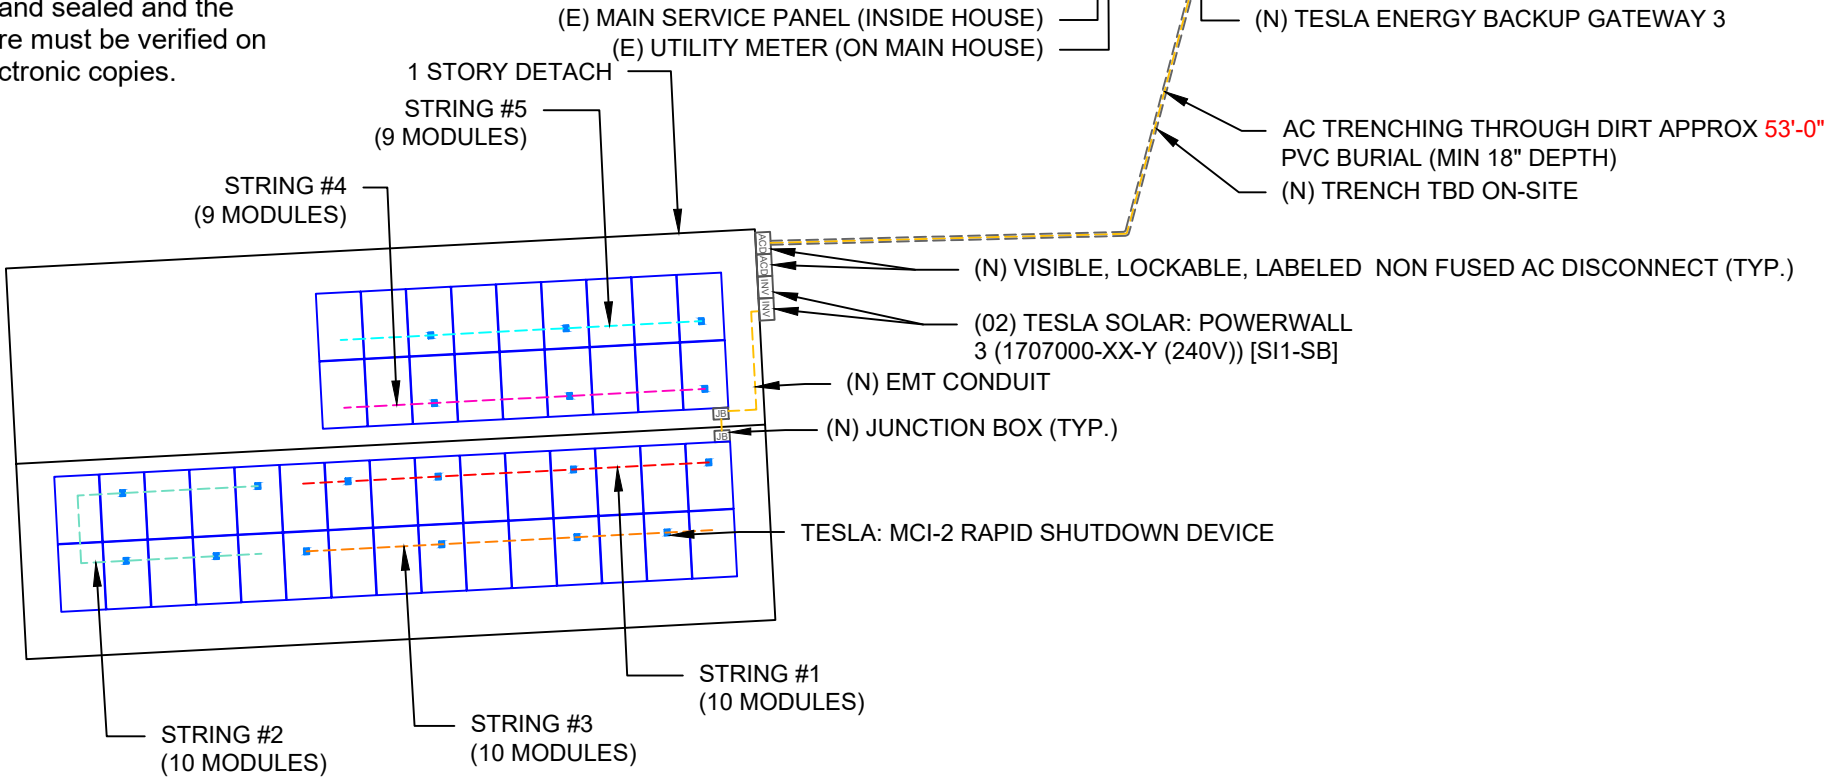 and sealed and the
re must be verified on
ctronic copies.
(E) MAIN SERVICE PANEL (INSIDE HOUSE)
(E) UTILITY METER (ON MAIN HOUSE)
(N) TESLA ENERGY BACKUP GATEWAY 3
1 STORY DETACH
STRING #5
(9 MODULES)
AC TRENCHING THROUGH DIRT APPROX 53'-0"
PVC BURIAL (MIN 18" DEPTH)
(N) TRENCH TBD ON-SITE
STRING #4
(9 MODULES)
ACD
ACD
INV
INV
(N) VISIBLE, LOCKABLE, LABELED NON FUSED AC DISCONNECT (TYP.)
(02) TESLA SOLAR: POWERWALL
3 (1707000-XX-Y (240V)) [SI1-SB]
(N) EMT CONDUIT
JB
JB
(N) JUNCTION BOX (TYP.)
TESLA: MCI-2 RAPID SHUTDOWN DEVICE
STRING #1
(10 MODULES)
STRING #3
(10 MODULES)
STRING #2
(10 MODULES)